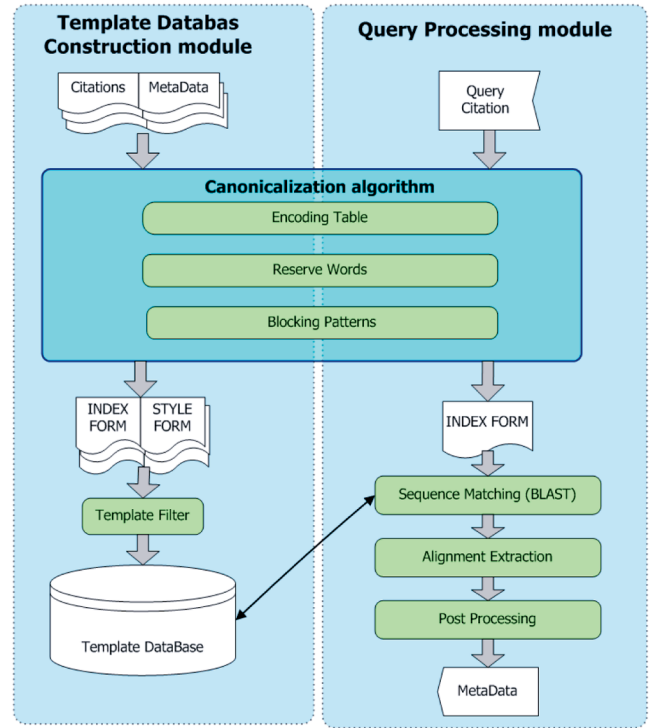 Template Databas
Construction module
Query Processing module
Citations
MetaData
Query
Citation
Canonicalization algorithm
Encoding Table
Reserve Words
Blocking Patterns
INDEX
FORM
STYLE
FORM
INDEX FORM
Template Filter
Sequence Matching (BLAST)
Alignment Extraction
Template DataBase
Post Processing
MetaData